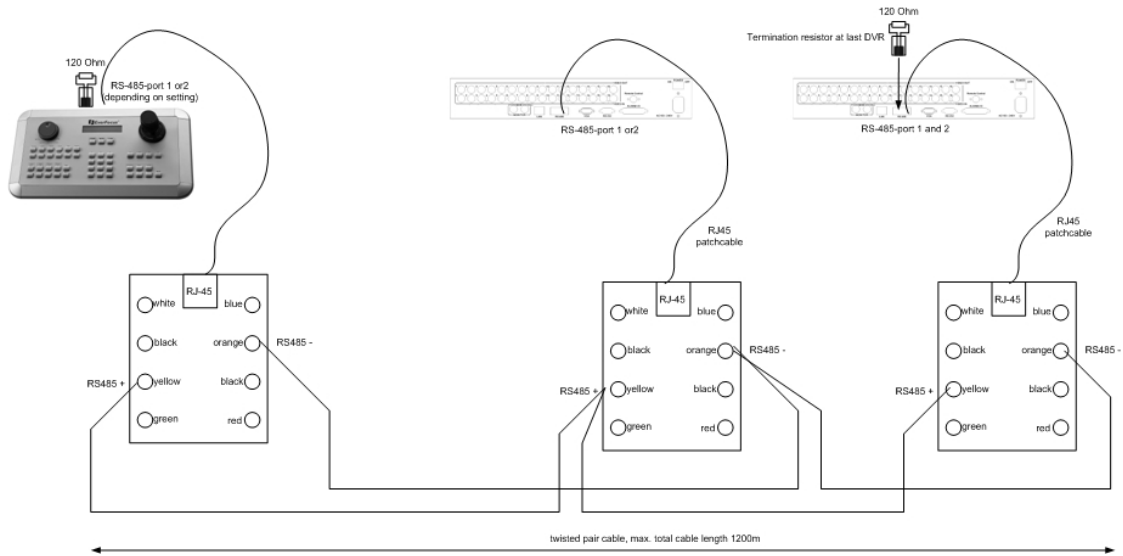 120 Ohm
Termination resistor at last DVR
120 Ohm
RS-485-port 1 or2
(depending on setting)
EverFocus
RS-485-port 1 or2
RS-485-port 1 and 2
RJ45
patchcable
RJ45
patchcable
RJ-45
white
blue
black
orange
RS485 -
RS485 +
yellow
black
green
red
RJ-45
white
blue
black
orange
RS485 -
RS485 +
yellow
black
green
red
RJ-45
white
blue
black
orange
RS485 -
RS485 +
yellow
black
green
red
twisted pair cable, max. total cable length 1200m